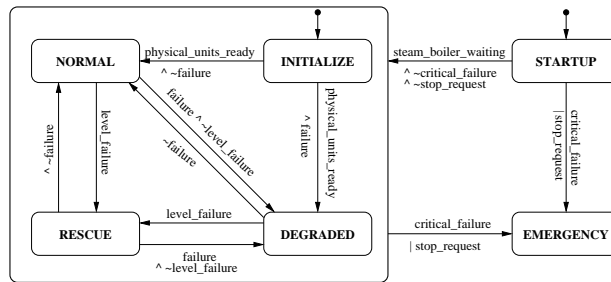 physical_units_ready
^ ~failure
steam_boiler_waiting
^ ~critical_failure
^ ~stop_request
NORMAL
INITIALIZE
STARTUP
^ ~failure
level_failure
failure ^ ~level_failure
~failure
physical_units_ready
^ failure
critical_failure
| stop_request
level_failure
RESCUE
DEGRADED
EMERGENCY
failure
^ ~level_failure
critical_failure
| stop_request